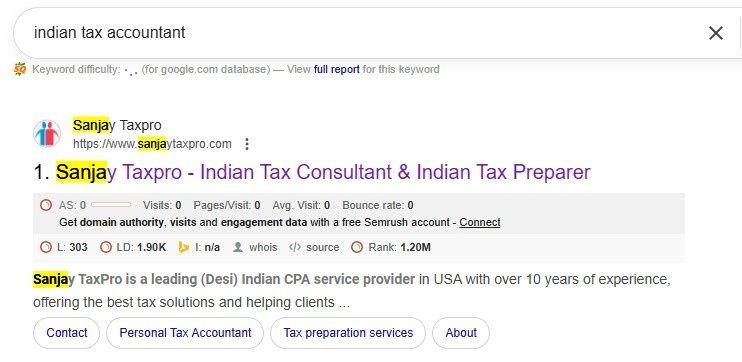 indian tax accountant
Keyword difficulty: (for google.com database) — View full report for this keyword
Sanjay Taxpro
https://www.sanjaytaxpro.com
1. Sanjay Taxpro - Indian Tax Consultant & Indian Tax Preparer
AS: 0 Visits: 0 Pages/Visit: 0 Avg. Visit: 0 Bounce rate: 0
Get domain authority, visits and engagement data with a free Semrush account - Connect
L: 303 LD: 1.90K I: n/a whois </> source Rank: 1.20M
Sanjay TaxPro is a leading (Desi) Indian CPA service provider in USA with over 10 years of experience,
offering the best tax solutions and helping clients ...
Contact Personal Tax Accountant Tax preparation services About